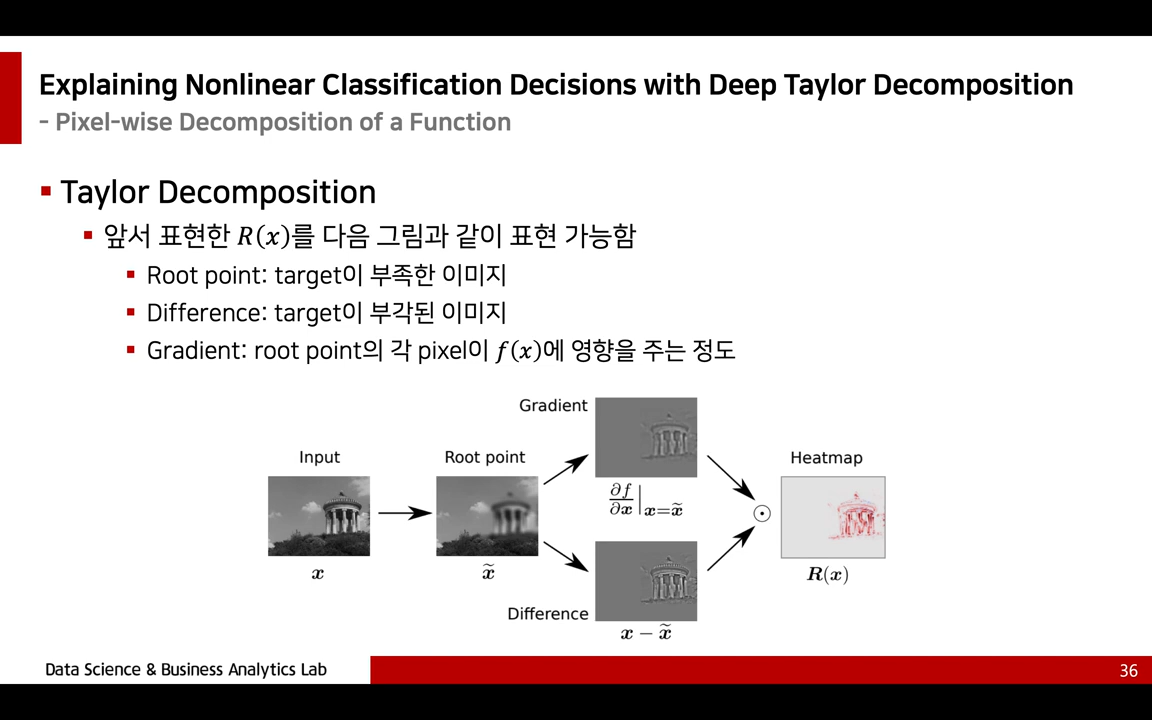 Explaining Nonlinear Classification Decisions with Deep Taylor Decomposition
- Pixel-wise Decomposition of a Function
Taylor Decomposition
앞서 표현한 R(x)를 다음 그림과 같이 표현 가능함
Root point: target이 부족한 이미지
Difference: target이 부각된 이미지
Gradient: root point의 각 pixel이 f(x)에 영향을 주는 정도
Gradient
Input
Root point
Heatmap
∂f/∂x|x=x̃
x
x̃
⊙
R(x)
Difference
x − x̃
Data Science & Business Analytics Lab
36